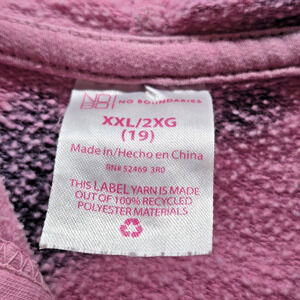 NOBO
NO BOUNDARIES
XXL/2XG
(19)
Made in/Hecho en China
RN# 52469 3R0
THIS LABEL YARN IS MADE
OUT OF 100% RECYCLED
POLYESTER MATERIALS